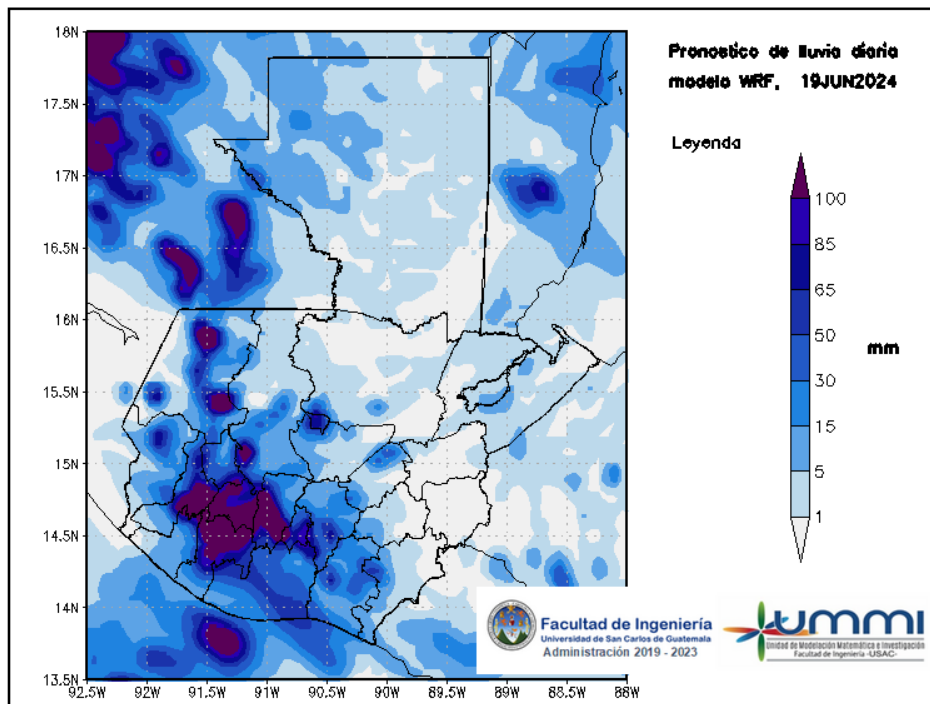 Pronostico de lluvia diaria
modelo WRF, 19JUN2024
Leyenda
100
85
65
50
30
15
5
1
mm
18N
17.5N
17N
16.5N
16N
15.5N
15N
14.5N
14N
13.5N
92.5W 92W 91.5W 91W 90.5W 90W 89.5W 89W 88.5W 88W
Facultad de Ingeniería
Universidad de San Carlos de Guatemala
Administración 2019 - 2023
UMMI
Unidad de Modelación Matemática e Investigación
Facultad de Ingeniería -USAC-